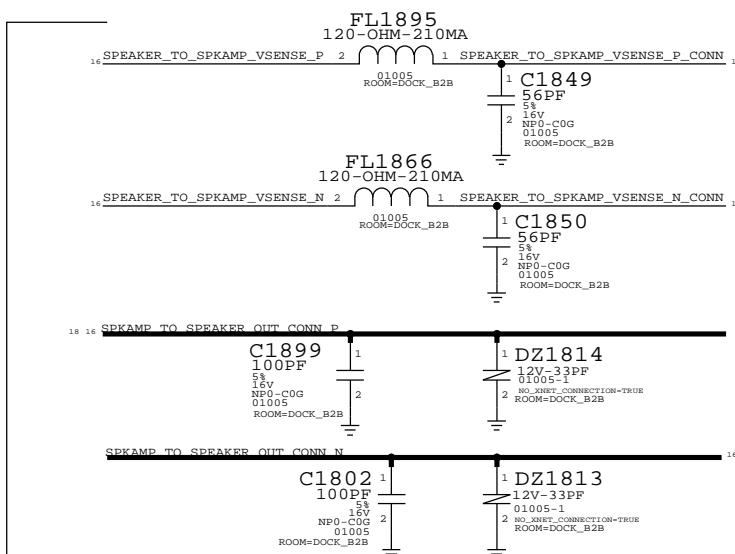 FL1895
120-OHM-210MA
16 SPEAKER_TO_SPKAMP_VSENSE_P 2 1 SPEAKER_TO_SPKAMP_VSENSE_P_CONN
01005
ROOM=DOCK_B2B
1 C1849
56PF
5%
16V
2 NP0-C0G
01005
ROOM=DOCK_B2B
FL1866
120-OHM-210MA
16 SPEAKER_TO_SPKAMP_VSENSE_N 2 1 SPEAKER_TO_SPKAMP_VSENSE_N_CONN
01005
ROOM=DOCK_B2B
1 C1850
56PF
5%
16V
2 NP0-C0G
01005
ROOM=DOCK_B2B
18 16 SPKAMP_TO_SPEAKER_OUT_CONN_P
C1899 1
100PF
5%
16V
NP0-C0G 2
01005
ROOM=DOCK_B2B
1 DZ1814
12V-33PF
01005-1
2 NO_XNET_CONNECTION=TRUE
ROOM=DOCK_B2B
SPKAMP_TO_SPEAKER_OUT_CONN_N 16
C1802 1
100PF
5%
16V
NP0-C0G 2
01005
ROOM=DOCK_B2B
1 DZ1813
12V-33PF
01005-1
2 NO_XNET_CONNECTION=TRUE
ROOM=DOCK_B2B